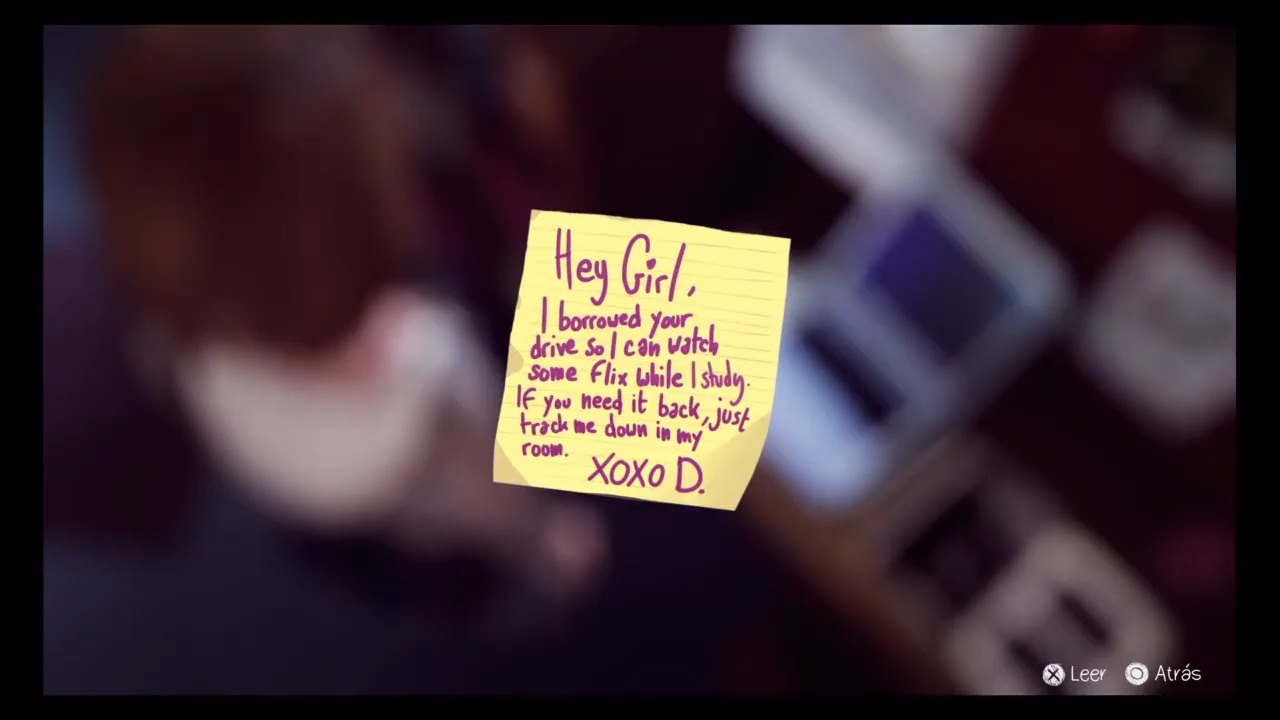 Hey Girl,
I borrowed your
drive so I can watch
some flix while I study.
If you need it back, just
track me down in my
room.
XOXO D.
Leer Atrás